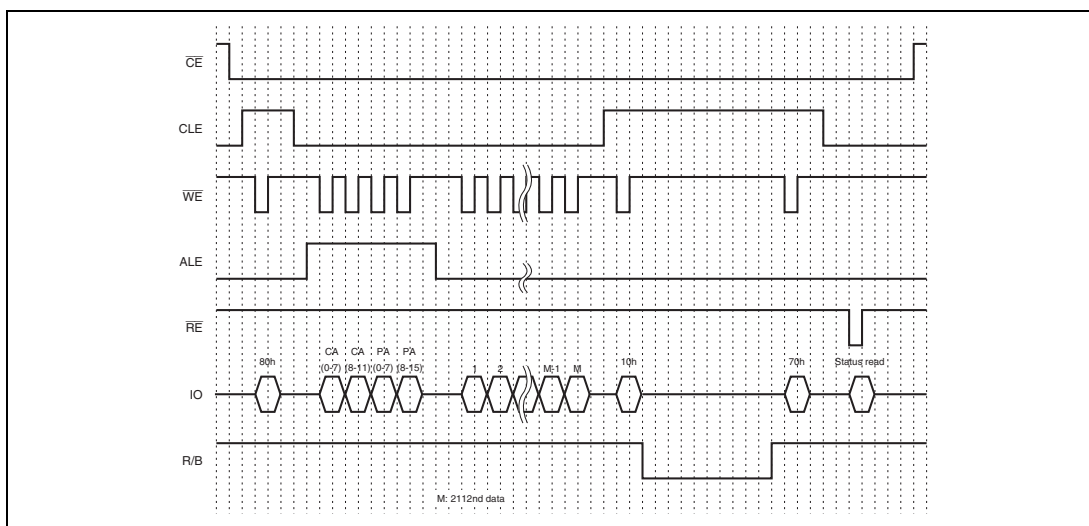 CE
CLE
WE
ALE
RE
80h
CA
(0-7)
CA
(8-11)
PA
(0-7)
PA
(8-15)
1
2
M-1
M
10h
70h
Status read
IO
R/B
M: 2112nd data